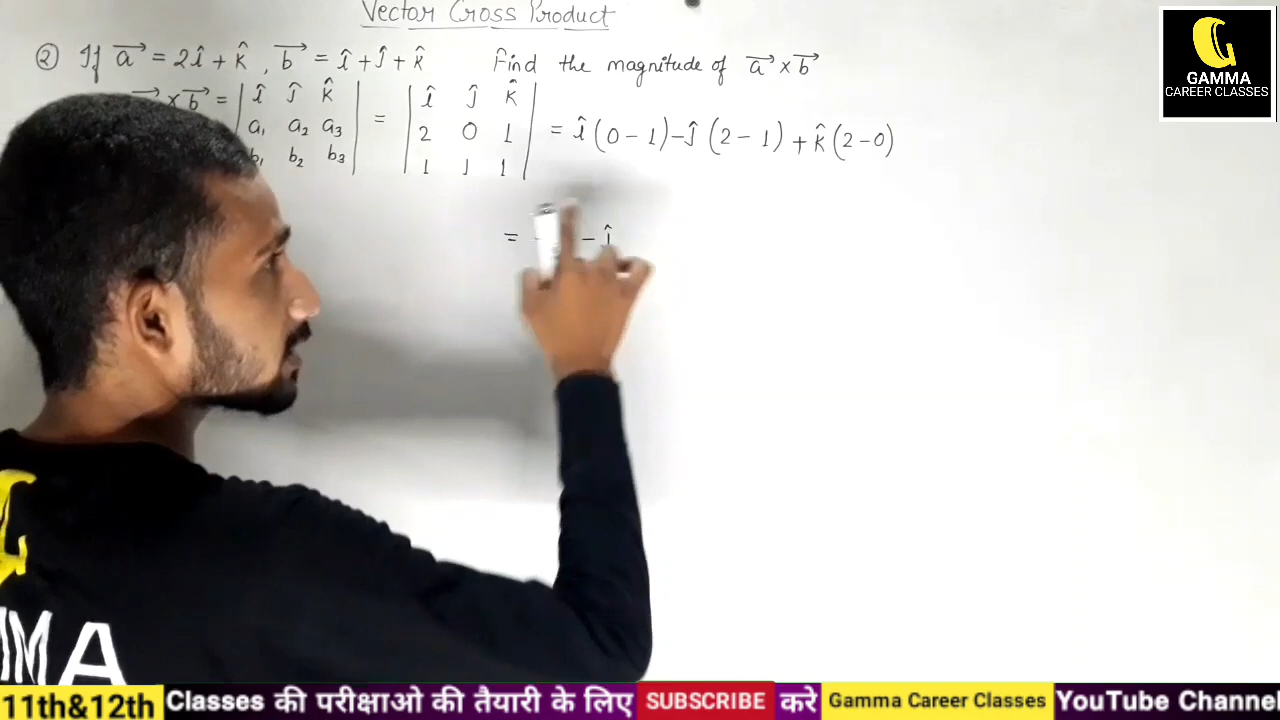 Vector Cross Product
② If a⃗ = 2î + k̂ , b⃗ = î + ĵ + k̂ Find the magnitude of a⃗ × b⃗
× b⃗ = | î ĵ k̂ | = | î ĵ k̂ | = î (0 - 1) - ĵ (2 - 1) + k̂ (2 - 0)
a₁ a₂ a₃ 2 0 1
b₁ b₂ b₃ 1 1 1
= - ĵ
GAMMA
CAREER CLASSES
MMA
11th&12th Classes की परीक्षाओ की तैयारी के लिए SUBSCRIBE करे Gamma Career Classes YouTube Channel